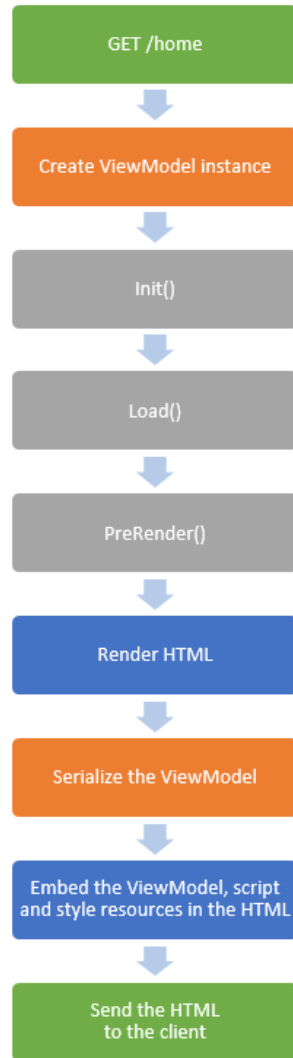 GET /home
Create ViewModel instance
Init()
Load()
PreRender()
Render HTML
Serialize the ViewModel
Embed the ViewModel, script
and style resources in the HTML
Send the HTML
to the client